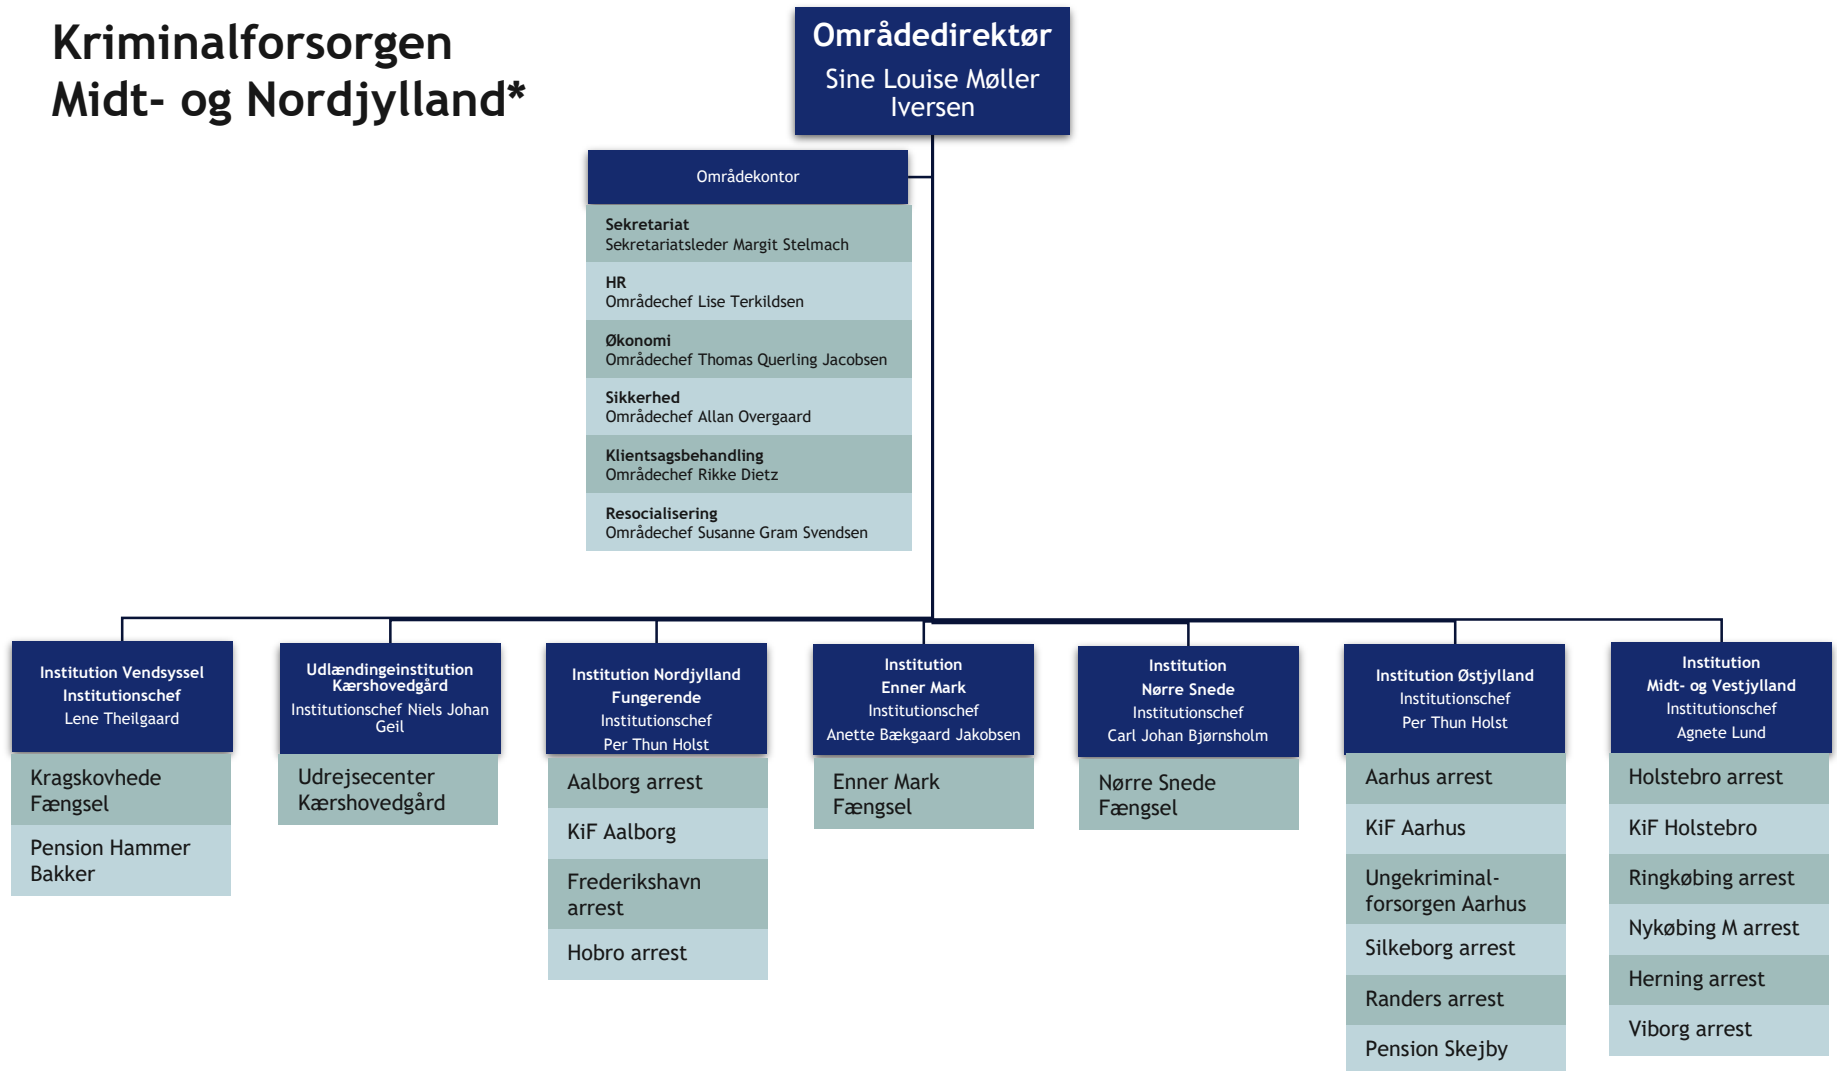 Kriminalforsorgen
Midt- og Nordjylland*
Områdedirektør
Sine Louise Møller
Iversen
Områdekontor
Sekretariat
Sekretariatsleder Margit Stelmach
HR
Områdechef Lise Terkildsen
Økonomi
Områdechef Thomas Querling Jacobsen
Sikkerhed
Områdechef Allan Overgaard
Klientsagsbehandling
Områdechef Rikke Dietz
Resocialisering
Områdechef Susanne Gram Svendsen
Institution Vendsyssel
Institutionschef
Lene Theilgaard
Kragskovhede
Fængsel
Pension Hammer
Bakker
Udlændingeinstitution
Kærshovedgård
Institutionschef Niels Johan
Geil
Udrejsecenter
Kærshovedgård
Institution Nordjylland
Fungerende
Institutionschef
Per Thun Holst
Aalborg arrest
KiF Aalborg
Frederikshavn
arrest
Hobro arrest
Institution
Enner Mark
Institutionschef
Anette Bækgaard Jakobsen
Enner Mark
Fængsel
Institution
Nørre Snede
Institutionschef
Carl Johan Bjørnsholm
Nørre Snede
Fængsel
Institution Østjylland
Institutionschef
Per Thun Holst
Aarhus arrest
KiF Aarhus
Ungekriminal-
forsorgen Aarhus
Silkeborg arrest
Randers arrest
Pension Skejby
Institution
Midt- og Vestjylland
Institutionschef
Agnete Lund
Holstebro arrest
KiF Holstebro
Ringkøbing arrest
Nykøbing M arrest
Herning arrest
Viborg arrest